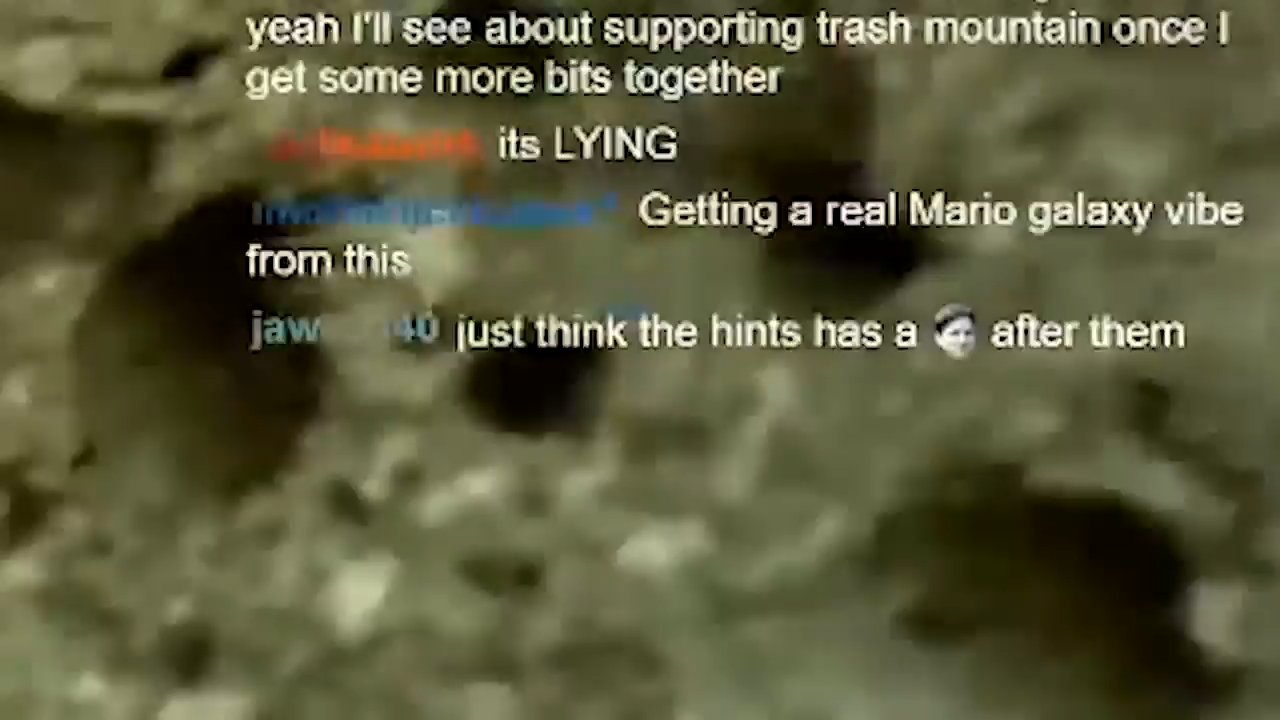 yeah I'll see about supporting trash mountain once I
get some more bits together
its LYING
Getting a real Mario galaxy vibe
from this
just think the hints has a after them